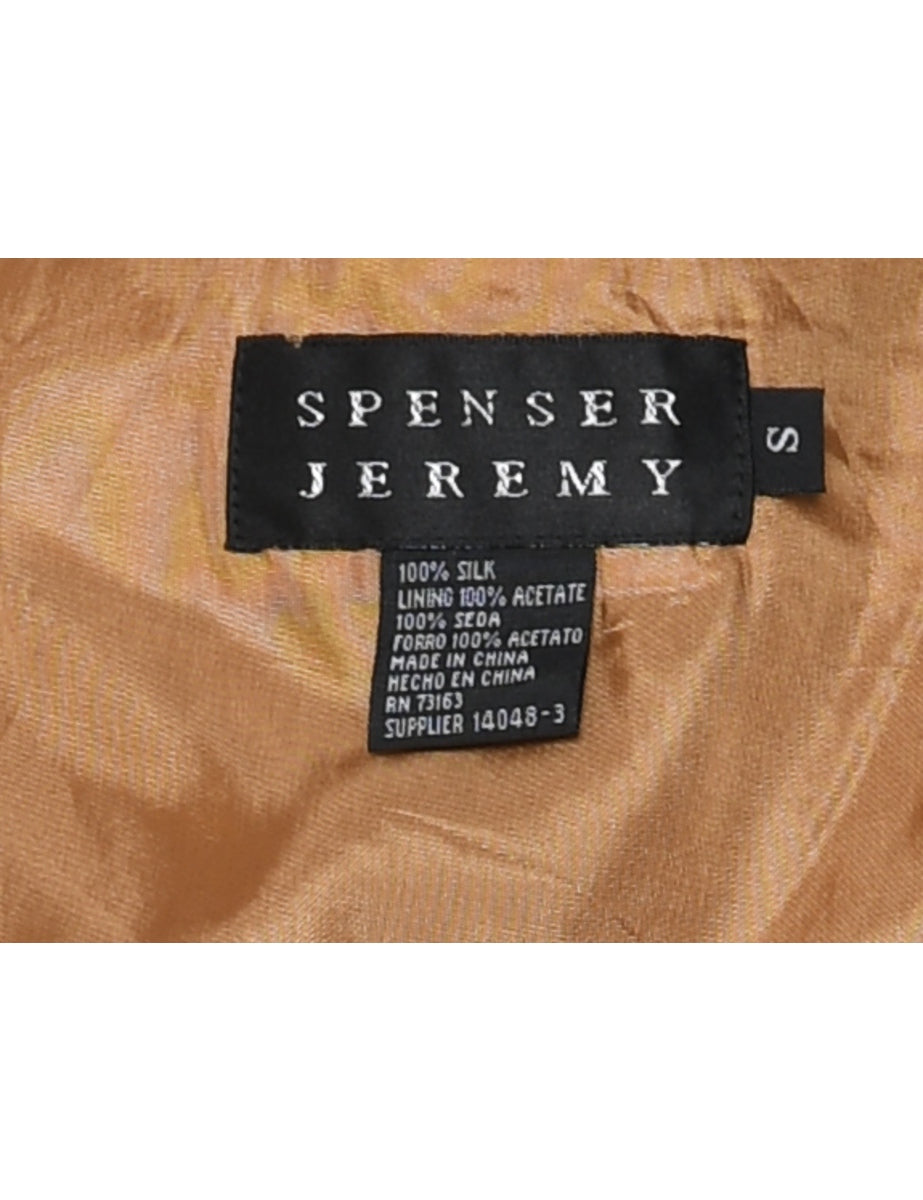 SPENSER
JEREMY
S
100% SILK
LINING 100% ACETATE
100% SEDA
FORRO 100% ACETATO
MADE IN CHINA
HECHO EN CHINA
RN 73163
SUPPLIER 14048-3